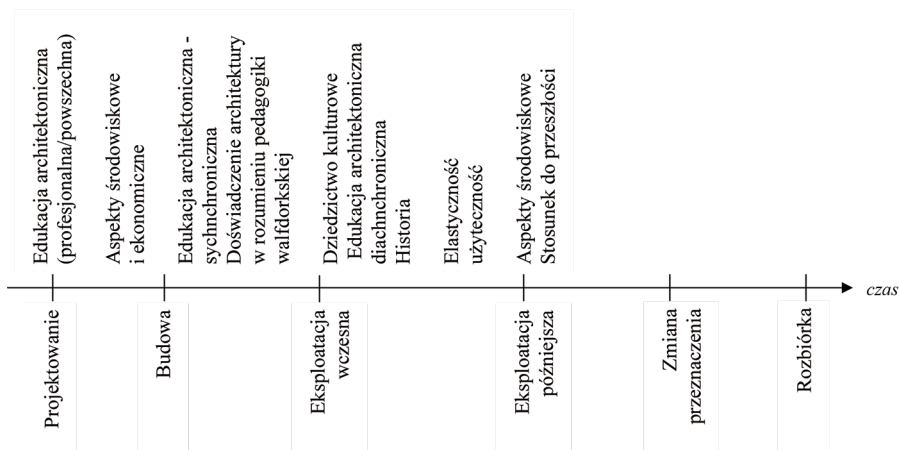 Edukacja architektoniczna
(profesjonalna/powszechna)
Aspekty środowiskowe
i ekonomiczne
Edukacja architektoniczna -
sychnchroniczna
Doświadczenie architektury
w rozumieniu pedagogiki
walfdorkskiej
Dziedzictwo kulturowe
Edukacja architektoniczna
diachnchroniczna
Historia
Elastyczność
użyteczność
Aspekty środowiskowe
Stosunek do przeszłości
czas
Projektowanie
Budowa
Eksploatacja
wczesna
Eksploatacja
późniejsza
Zmiana
przeznaczenia
Rozbiórka